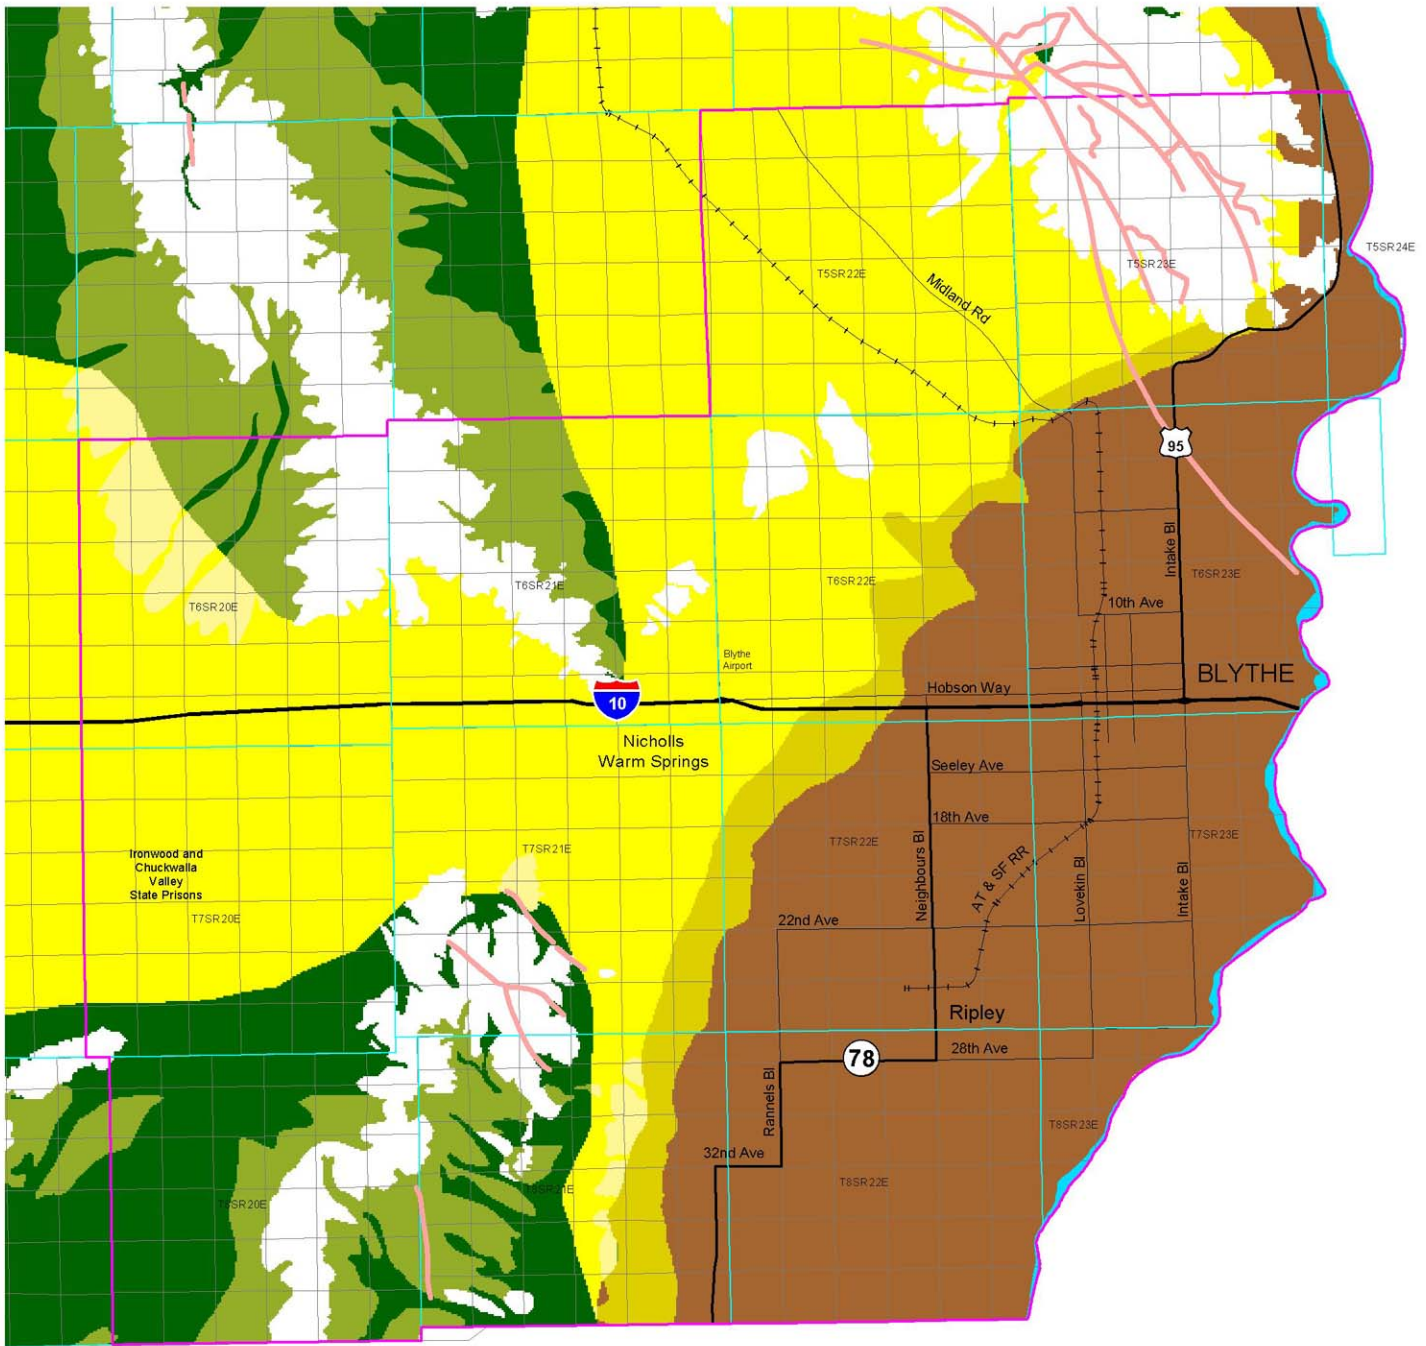 T5SR24E
T5SR22E
T5SR23E
Midland Rd
95
Intake Bl
T6SR20E
T6SR21E
T6SR22E
T6SR23E
10th Ave
Blythe
Airport
BLYTHE
Hobson Way
10
Nicholls
Warm Springs
Seeley Ave
18th Ave
Ironwood and
Chuckwalla
Valley
State Prisons
T7SR20E
T7SR21E
T7SR22E
T7SR23E
Neighbours Bl
AT & SF RR
Lovekin Bl
Intake Bl
22nd Ave
Ripley
78
28th Ave
Rannels Bl
32nd Ave
T8SR20E
T8SR21E
T8SR22E
T8SR23E